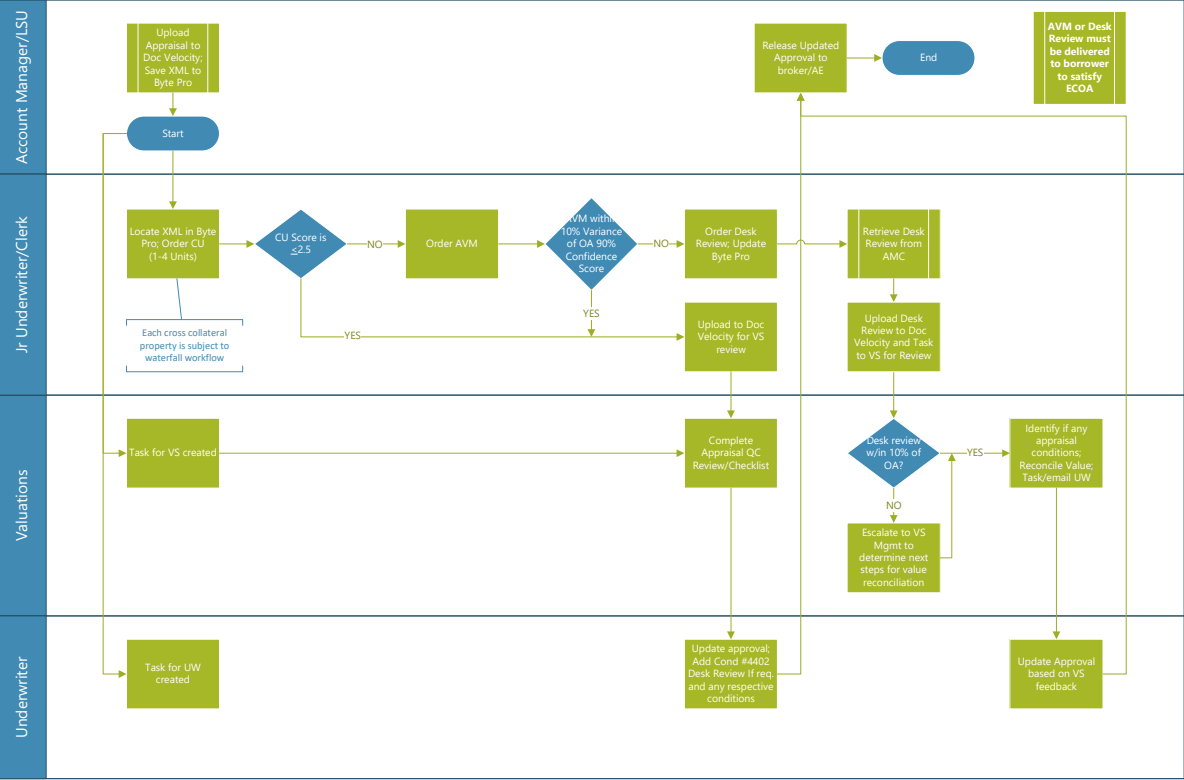 Account Manager/LSU
Upload
Appraisal to
Doc Velocity;
Save XML to
Byte Pro
Start
Release Updated
Approval to
broker/AE
End
AVM or Desk
Review must
be delivered
to borrower
to satisfy
ECOA
Jr Underwriter/Clerk
Locate XML in Byte
Pro; Order CU
(1-4 Units)
Each cross collateral
property is subject to
waterfall workflow
CU Score is
≤2.5
NO
YES
Order AVM
AVM within
10% Variance
of OA 90%
Confidence
Score
NO
YES
Order Desk
Review; Update
Byte Pro
Retrieve Desk
Review from
AMC
Upload to Doc
Velocity for VS
review
Upload Desk
Review to Doc
Velocity and Task
to VS for Review
Valuations
Task for VS created
Complete
Appraisal QC
Review/Checklist
Desk review
w/in 10% of
OA?
YES
NO
Identify if any
appraisal
conditions;
Reconcile Value;
Task/email UW
Escalate to VS
Mgmt to
determine next
steps for value
reconciliation
Underwriter
Task for UW
created
Update approval;
Add Cond #4402
Desk Review If req.
and any respective
conditions
Update Approval
based on VS
feedback